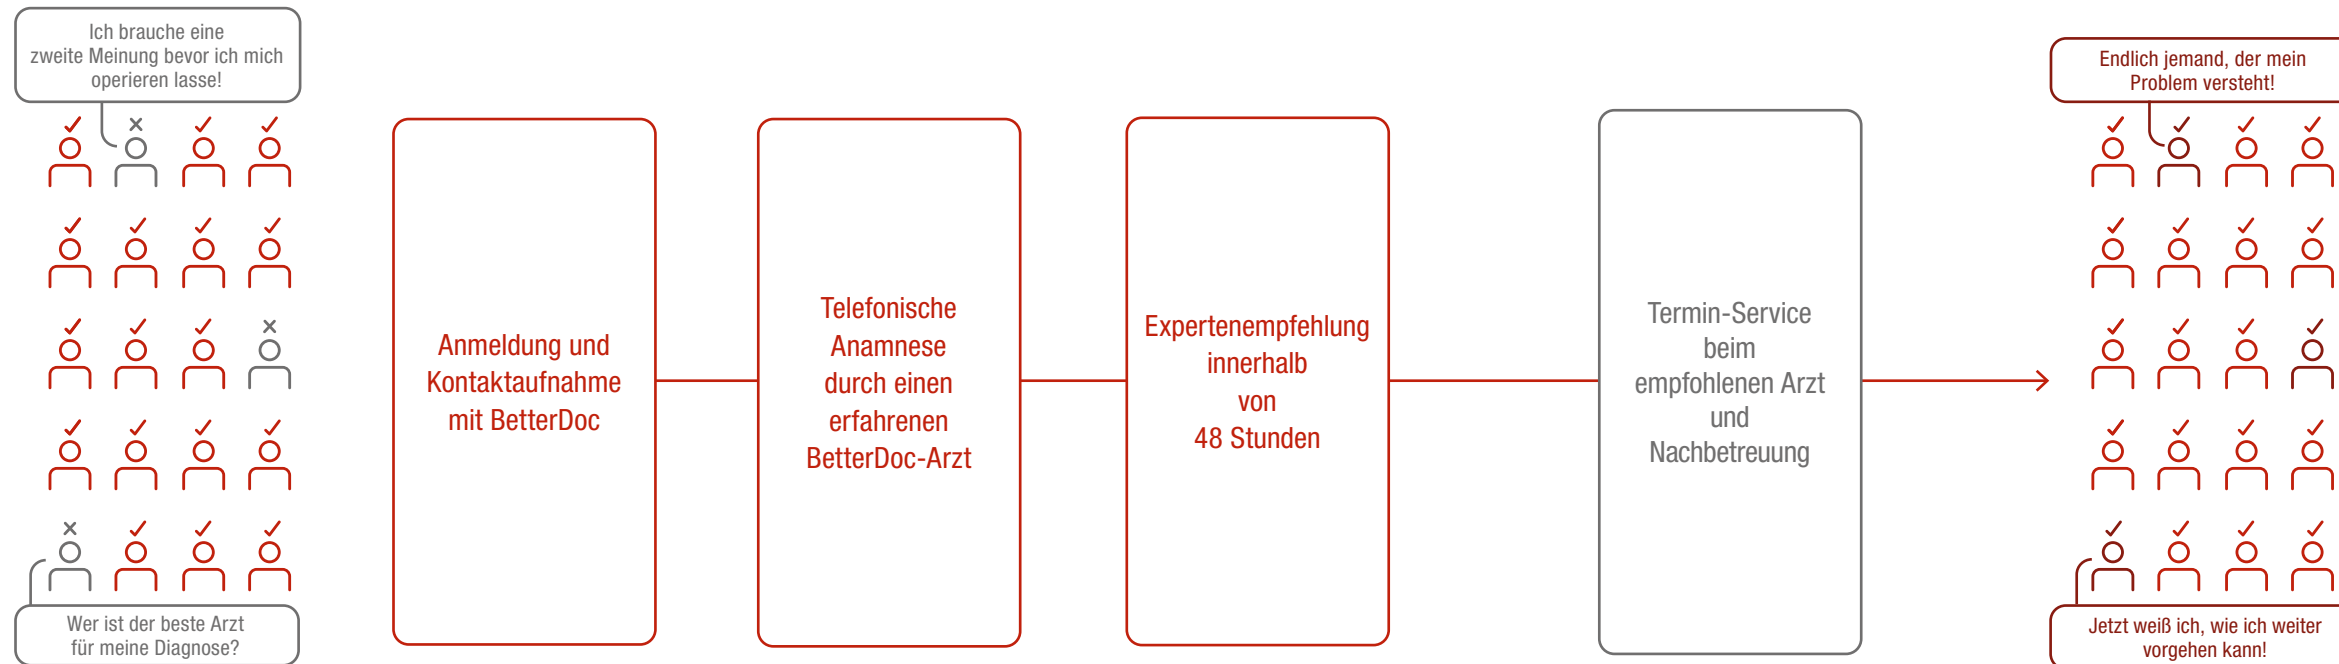 Ich brauche eine
zweite Meinung bevor ich mich
operieren lasse!
Wer ist der beste Arzt
für meine Diagnose?
Anmeldung und
Kontaktaufnahme
mit BetterDoc
Telefonische
Anamnese
durch einen
erfahrenen
BetterDoc-Arzt
Expertenempfehlung
innerhalb
von
48 Stunden
Termin-Service
beim
empfohlenen Arzt
und
Nachbetreuung
Endlich jemand, der mein
Problem versteht!
Jetzt weiß ich, wie ich weiter
vorgehen kann!